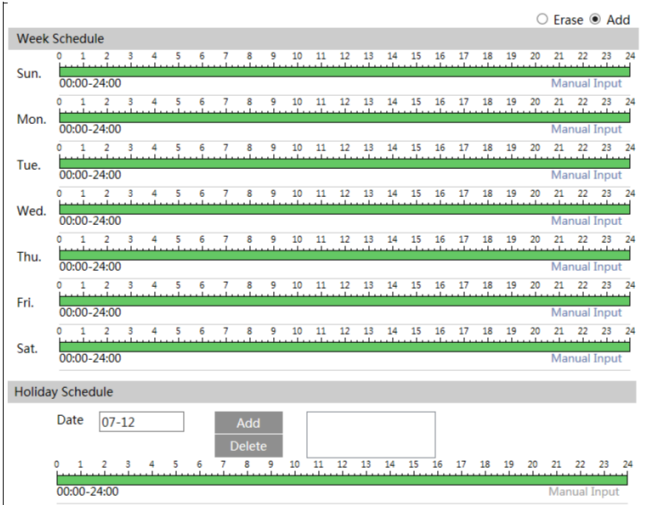 Erase Add
Week Schedule
0 1 2 3 4 5 6 7 8 9 10 11 12 13 14 15 16 17 18 19 20 21 22 23 24
Sun.
00:00-24:00 Manual Input
0 1 2 3 4 5 6 7 8 9 10 11 12 13 14 15 16 17 18 19 20 21 22 23 24
Mon.
00:00-24:00 Manual Input
0 1 2 3 4 5 6 7 8 9 10 11 12 13 14 15 16 17 18 19 20 21 22 23 24
Tue.
00:00-24:00 Manual Input
0 1 2 3 4 5 6 7 8 9 10 11 12 13 14 15 16 17 18 19 20 21 22 23 24
Wed.
00:00-24:00 Manual Input
0 1 2 3 4 5 6 7 8 9 10 11 12 13 14 15 16 17 18 19 20 21 22 23 24
Thu.
00:00-24:00 Manual Input
0 1 2 3 4 5 6 7 8 9 10 11 12 13 14 15 16 17 18 19 20 21 22 23 24
Fri.
00:00-24:00 Manual Input
0 1 2 3 4 5 6 7 8 9 10 11 12 13 14 15 16 17 18 19 20 21 22 23 24
Sat.
00:00-24:00 Manual Input
Holiday Schedule
Date 07-12 Add
Delete
0 1 2 3 4 5 6 7 8 9 10 11 12 13 14 15 16 17 18 19 20 21 22 23 24
00:00-24:00 Manual Input